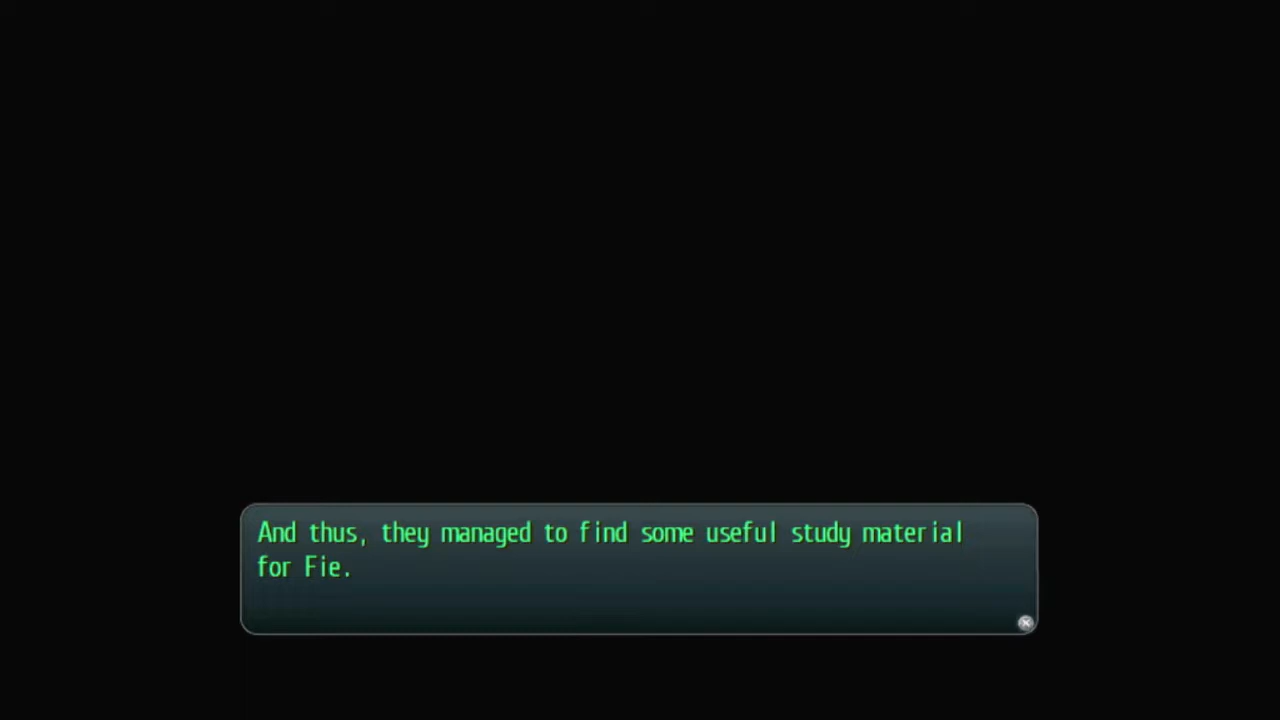 And thus, they managed to find some useful study material
for Fie.